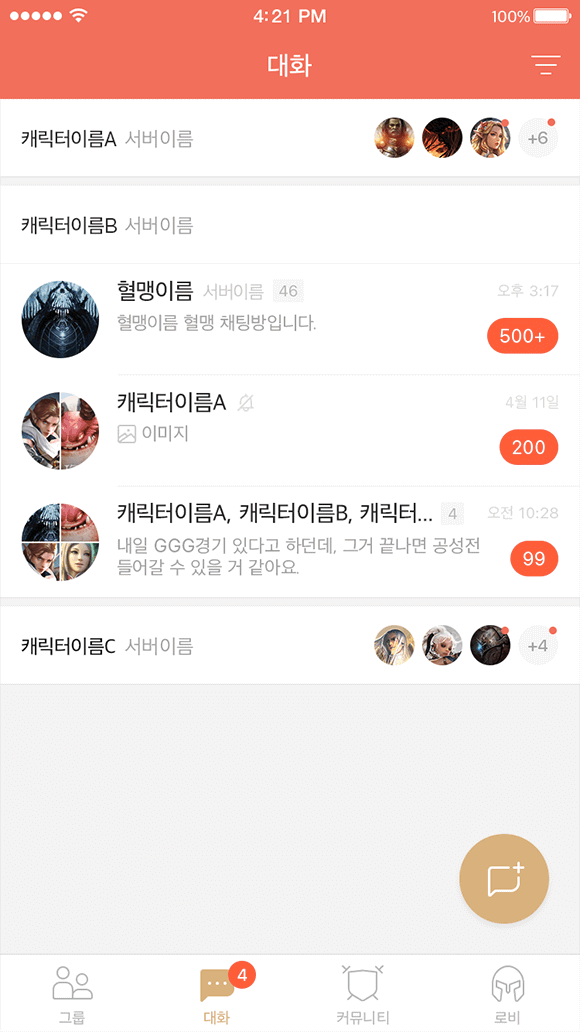 4:21 PM
100%
대화
캐릭터이름A 서버이름
+6
캐릭터이름B 서버이름
혈맹이름 서버이름 46 오후 3:17
혈맹이름 혈맹 채팅방입니다.
500+
캐릭터이름A 4월 11일
이미지
200
캐릭터이름A, 캐릭터이름B, 캐릭터... 4 오전 10:28
내일 GGG경기 있다고 하던데, 그거 끝나면 공성전
들어갈 수 있을 거 같아요.
99
캐릭터이름C 서버이름
+4
4
그룹 대화 커뮤니티 로비